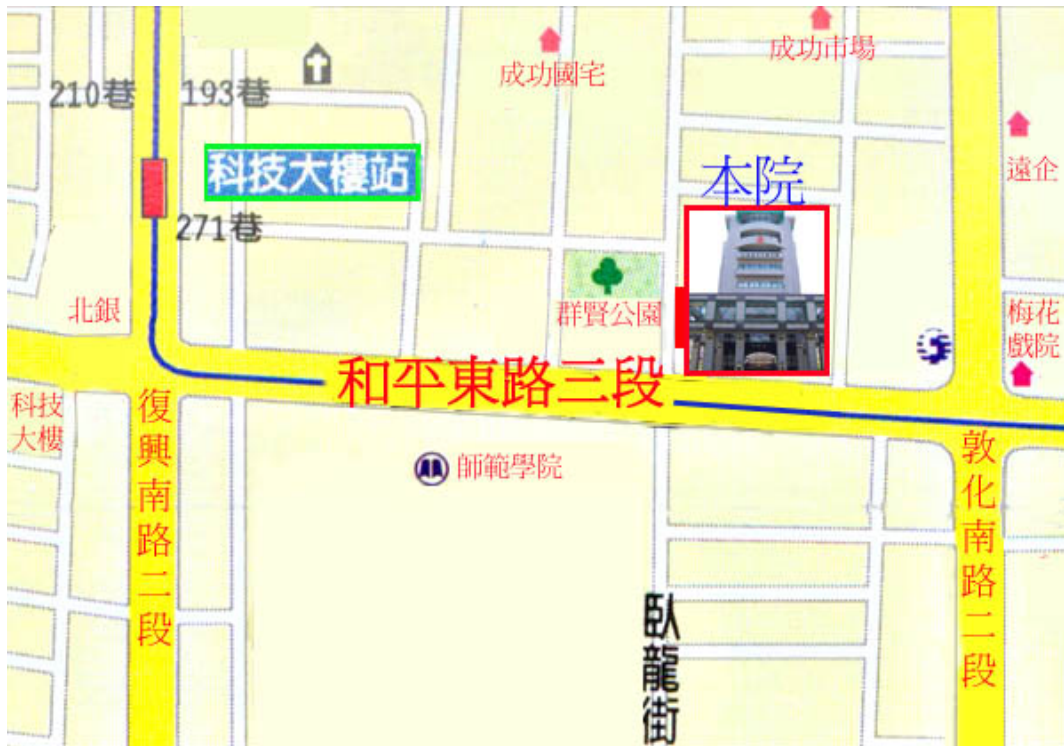 成功市場
成功國宅
210巷
193巷
遠企
科技大樓站
本院
271巷
北銀
群賢公園
梅花
戲院
和平東路三段
科技
大樓
復興南路二段
師範學院
敦化南路二段
臥龍街